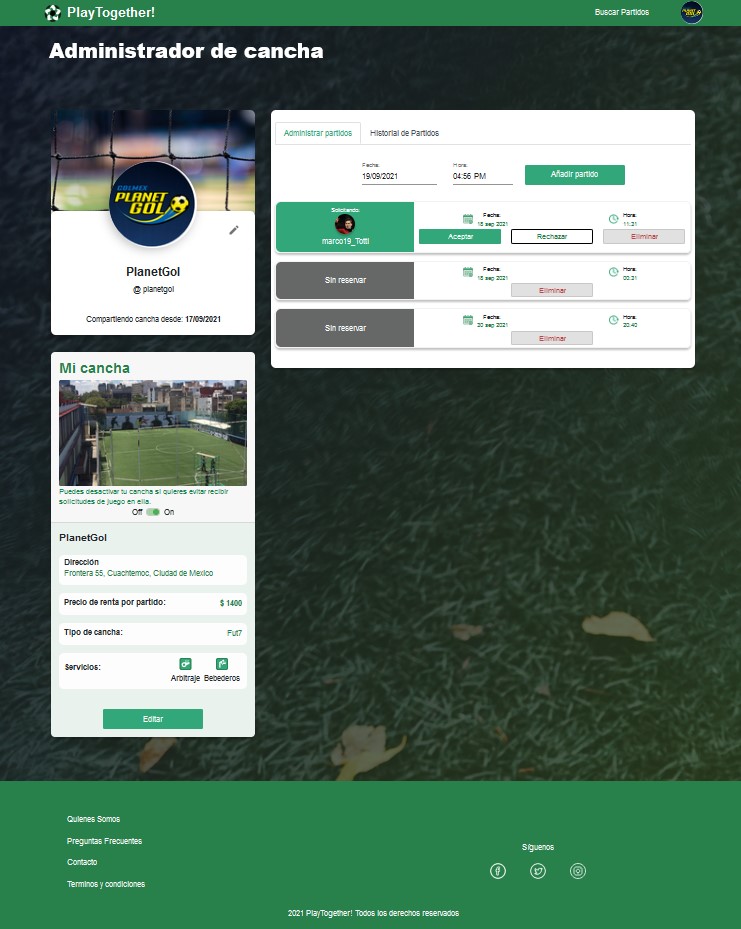 PlayTogether!
Buscar Partidos
Administrador de cancha
COLMEX
PLANET
GOL
PlanetGol
@ planetgol
Compartiendo cancha desde: 17/09/2021
Mi cancha
Puedes desactivar tu cancha si quieres evitar recibir
solicitudes de juego en ella.
Off On
PlanetGol
Dirección
Frontera 55, Cuachtemoc, Ciudad de Mexico
Precio de renta por partido: $ 1400
Tipo de cancha: Fut7
Servicios:
Arbitraje Bebederos
Editar
Administrar partidos
Historial de Partidos
Fecha: Hora:
19/09/2021 04:56 PM
Añadir partido
Solicitando:
marco19_Totti
Fecha: Hora:
18 sep 2021 11:31
Aceptar Rechazar Eliminar
Sin reservar
Fecha: Hora:
18 sep 2021 00:31
Eliminar
Sin reservar
Fecha: Hora:
20 sep 2021 20:40
Eliminar
Quienes Somos
Preguntas Frecuentes
Contacto
Terminos y condiciones
Síguenos
2021 PlayTogether! Todos los derechos reservados